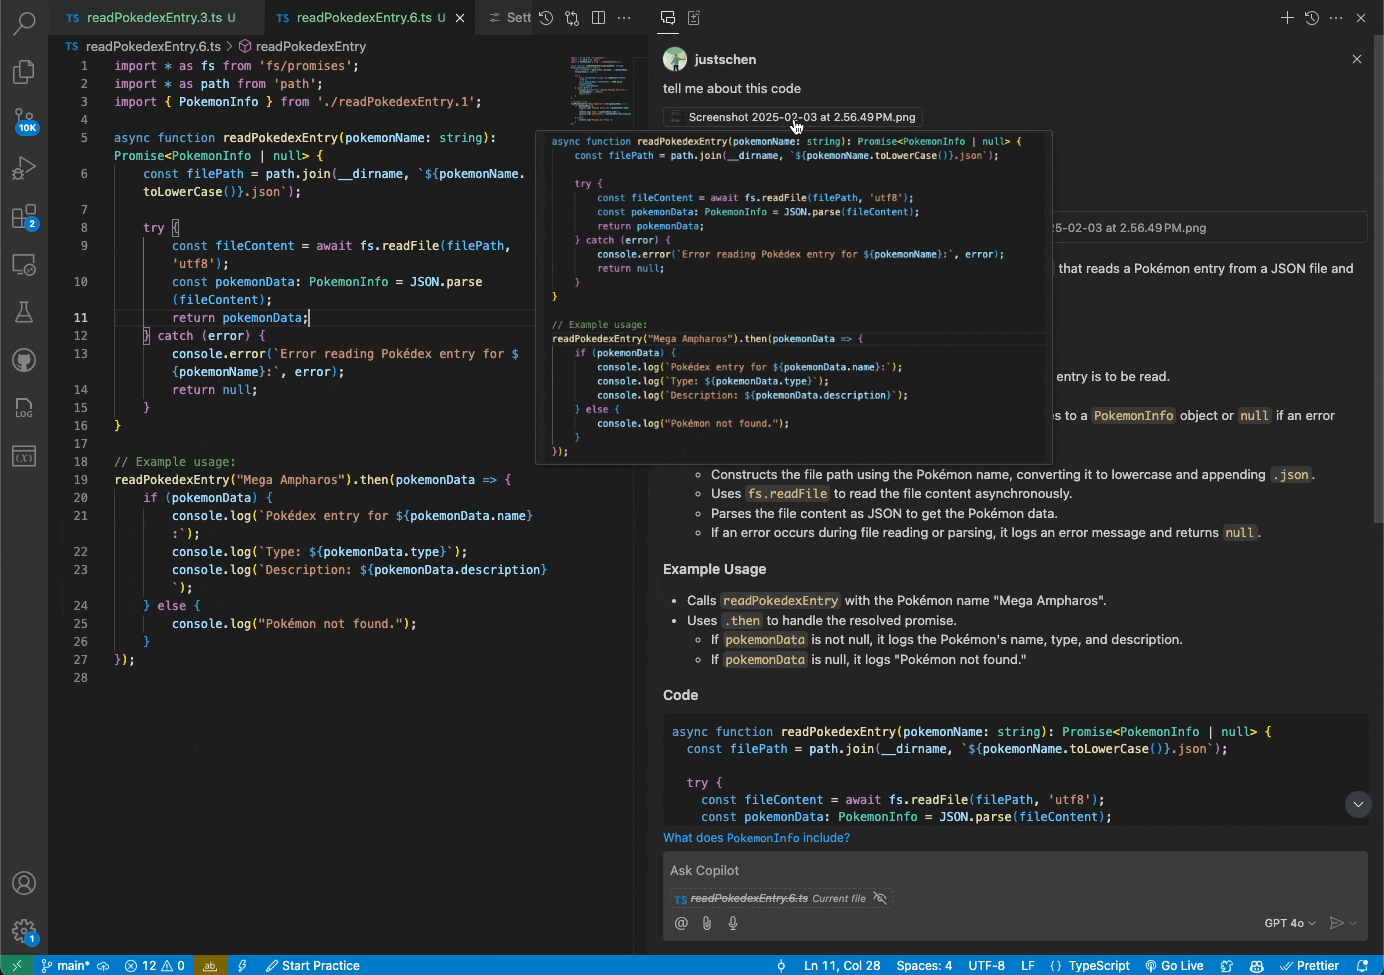 TS readPokedexEntry.3.ts U
TS readPokedexEntry.6.ts U
Sett
TS readPokedexEntry.6.ts > readPokedexEntry
1 import * as fs from 'fs/promises';
2 import * as path from 'path';
3 import { PokemonInfo } from './readPokedexEntry.1';
4
5 async function readPokedexEntry(pokemonName: string):
Promise<PokemonInfo | null> {
6 const filePath = path.join(__dirname, `${pokemonName.
toLowerCase()}.json`);
7
8 try {
9 const fileContent = await fs.readFile(filePath,
'utf8');
10 const pokemonData: PokemonInfo = JSON.parse
(fileContent);
11 return pokemonData;
12 } catch (error) {
13 console.error(`Error reading Pokédex entry for $
{pokemonName}:`, error);
14 return null;
15 }
16 }
17
18 // Example usage:
19 readPokedexEntry("Mega Ampharos").then(pokemonData => {
20 if (pokemonData) {
21 console.log(`Pokédex entry for ${pokemonData.name}
:`);
22 console.log(`Type: ${pokemonData.type}`);
23 console.log(`Description: ${pokemonData.description}
`);
24 } else {
25 console.log("Pokémon not found.");
26 }
27 });
28
10K
2
LOG
1
justschen
tell me about this code
Screenshot 2025-02-03 at 2.56.49 PM.png
async function readPokedexEntry(pokemonName: string): Promise<PokemonInfo | null> {
const filePath = path.join(__dirname, `${pokemonName.toLowerCase()}.json`);
try {
const fileContent = await fs.readFile(filePath, 'utf8');
const pokemonData: PokemonInfo = JSON.parse(fileContent);
return pokemonData;
} catch (error) {
console.error(`Error reading Pokédex entry for ${pokemonName}:`, error);
return null;
}
}
// Example usage:
readPokedexEntry("Mega Ampharos").then(pokemonData => {
if (pokemonData) {
console.log(`Pokédex entry for ${pokemonData.name}:`);
console.log(`Type: ${pokemonData.type}`);
console.log(`Description: ${pokemonData.description}`);
} else {
console.log("Pokémon not found.");
}
});
5-02-03 at 2.56.49 PM.png
that reads a Pokémon entry from a JSON file and
entry is to be read.
s to a PokemonInfo object or null if an error
Constructs the file path using the Pokémon name, converting it to lowercase and appending .json.
Uses fs.readFile to read the file content asynchronously.
Parses the file content as JSON to get the Pokémon data.
If an error occurs during file reading or parsing, it logs an error message and returns null.
Example Usage
Calls readPokedexEntry with the Pokémon name "Mega Ampharos".
Uses .then to handle the resolved promise.
If pokemonData is not null, it logs the Pokémon's name, type, and description.
If pokemonData is null, it logs "Pokémon not found."
Code
async function readPokedexEntry(pokemonName: string): Promise<PokemonInfo | null> {
const filePath = path.join(__dirname, `${pokemonName.toLowerCase()}.json`);
try {
const fileContent = await fs.readFile(filePath, 'utf8');
const pokemonData: PokemonInfo = JSON.parse(fileContent);
What does PokemonInfo include?
Ask Copilot
TS readPokedexEntry.6.ts Current file
GPT 4o
main* 12 0 ab. Start Practice Ln 11, Col 28 Spaces: 4 UTF-8 LF {} TypeScript Go Live Prettier